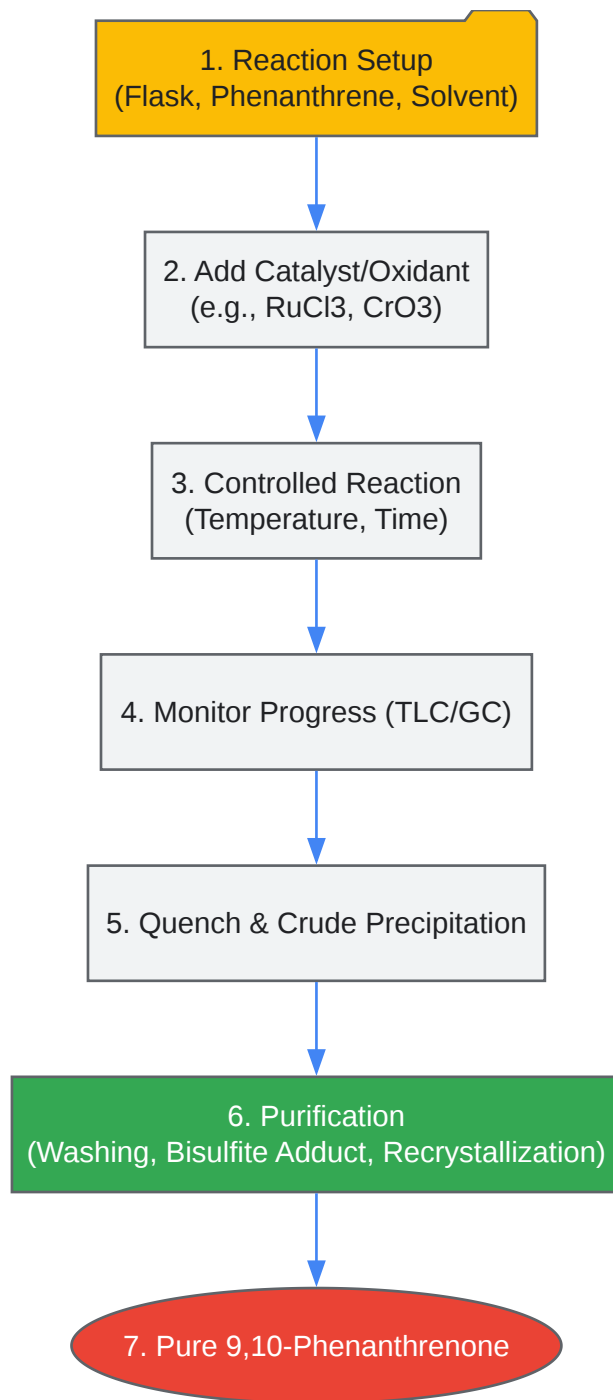 1. Reaction Setup
(Flask, Phenanthrene, Solvent)
2. Add Catalyst/Oxidant
(e.g., RuCl3, CrO3)
3. Controlled Reaction
(Temperature, Time)
4. Monitor Progress (TLC/GC)
5. Quench & Crude Precipitation
6. Purification
(Washing, Bisulfite Adduct, Recrystallization)
7. Pure 9,10-Phenanthrenone